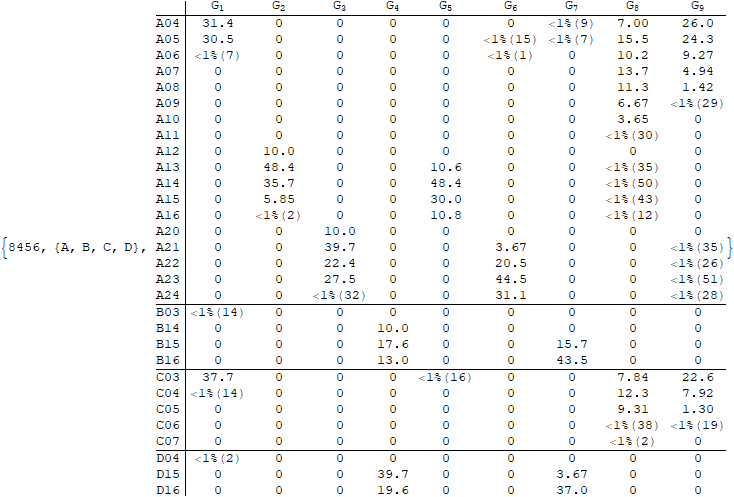 G1 G2 G3 G4 G5 G6 G7 G8 G9
A04 31.4 0 0 0 0 0 <1%(9) 7.00 26.0
A05 30.5 0 0 0 0 <1%(15) <1%(7) 15.5 24.3
A06 <1%(7) 0 0 0 0 <1%(1) 0 10.2 9.27
A07 0 0 0 0 0 0 0 13.7 4.94
A08 0 0 0 0 0 0 0 11.3 1.42
A09 0 0 0 0 0 0 0 6.67 <1%(29)
A10 0 0 0 0 0 0 0 3.65 0
A11 0 0 0 0 0 0 0 <1%(30) 0
A12 0 10.0 0 0 0 0 0 0 0
A13 0 48.4 0 0 10.6 0 0 <1%(35) 0
A14 0 35.7 0 0 48.4 0 0 <1%(50) 0
A15 0 5.85 0 0 30.0 0 0 <1%(43) 0
A16 0 <1%(2) 0 0 10.8 0 0 <1%(12) 0
A20 0 0 10.0 0 0 0 0 0 0
{8456, {A, B, C, D}, A21 0 0 39.7 0 0 3.67 0 0 <1%(35)}
A22 0 0 22.4 0 0 20.5 0 0 <1%(26)
A23 0 0 27.5 0 0 44.5 0 0 <1%(51)
A24 0 0 <1%(32) 0 0 31.1 0 0 <1%(28)
B03 <1%(14) 0 0 0 0 0 0 0 0
B14 0 0 0 10.0 0 0 0 0 0
B15 0 0 0 17.6 0 0 15.7 0 0
B16 0 0 0 13.0 0 0 43.5 0 0
C03 37.7 0 0 0 <1%(16) 0 0 7.84 22.6
C04 <1%(14) 0 0 0 0 0 0 12.3 7.92
C05 0 0 0 0 0 0 0 9.31 1.30
C06 0 0 0 0 0 0 0 <1%(38) <1%(19)
C07 0 0 0 0 0 0 0 <1%(2) 0
D04 <1%(2) 0 0 0 0 0 0 0 0
D15 0 0 0 39.7 0 0 3.67 0 0
D16 0 0 0 19.6 0 0 37.0 0 0